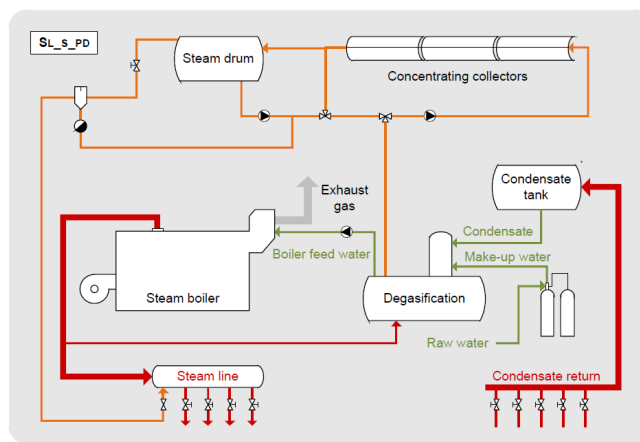 SL_S_PD
Steam drum
Concentrating collectors
Exhaust
gas
Condensate
tank
Condensate
Boiler feed water
Make-up water
Steam boiler
Degasification
Raw water
Steam line
Condensate return